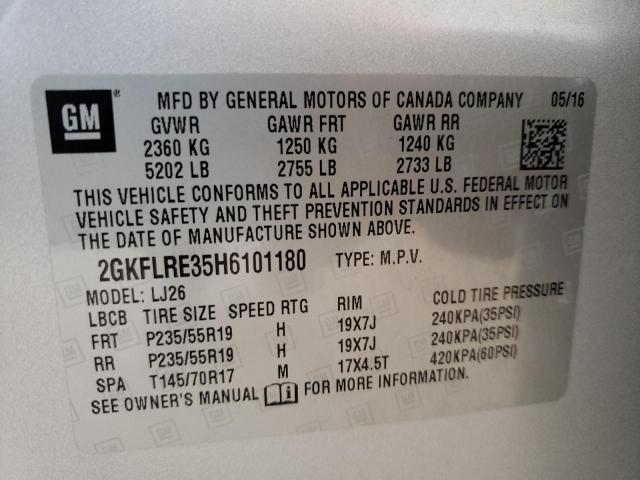 GM ® MFD BY GENERAL MOTORS OF CANADA COMPANY 05/16
GVWR GAWR FRT GAWR RR
2360 KG 1250 KG 1240 KG
5202 LB 2755 LB 2733 LB
THIS VEHICLE CONFORMS TO ALL APPLICABLE U.S. FEDERAL MOTOR
VEHICLE SAFETY AND THEFT PREVENTION STANDARDS IN EFFECT ON
THE DATE OF MANUFACTURE SHOWN ABOVE.
2GKFLRE35H6101180 TYPE: M.P.V.
MODEL: LJ26
LBCB TIRE SIZE SPEED RTG RIM COLD TIRE PRESSURE
FRT P235/55R19 H 19X7J 240KPA(35PSI)
RR P235/55R19 H 19X7J 240KPA(35PSI)
SPA T145/70R17 M 17X4.5T 420KPA(60PSI)
SEE OWNER'S MANUAL i FOR MORE INFORMATION.